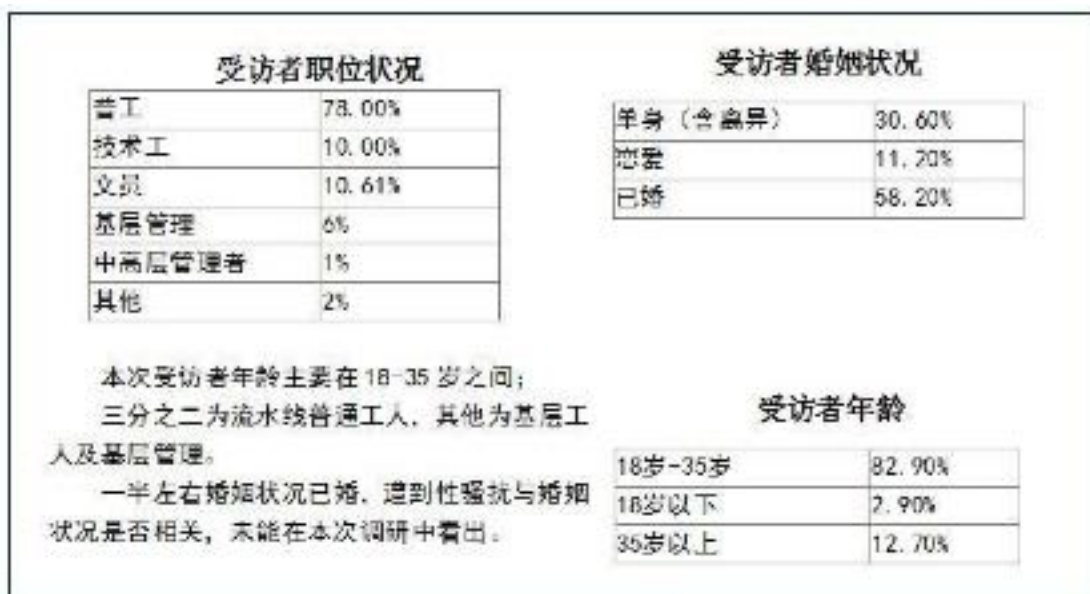 受访者职位状况
普工 78.00%
技术工 10.00%
文员 10.61%
基层管理 6%
中高层管理者 1%
其他 2%
受访者婚姻状况
单身（含离异） 30.60%
恋爱 11.20%
已婚 58.20%
本次受访者年龄主要在18-35岁之间；
三分之二为流水线普通工人，其他为基层工
人及基层管理。
一半左右婚姻状况已婚，遭到性骚扰与婚姻
状况是否相关，未能在本次调研中看出。
受访者年龄
18岁-35岁 82.90%
18岁以下 2.90%
35岁以上 12.70%